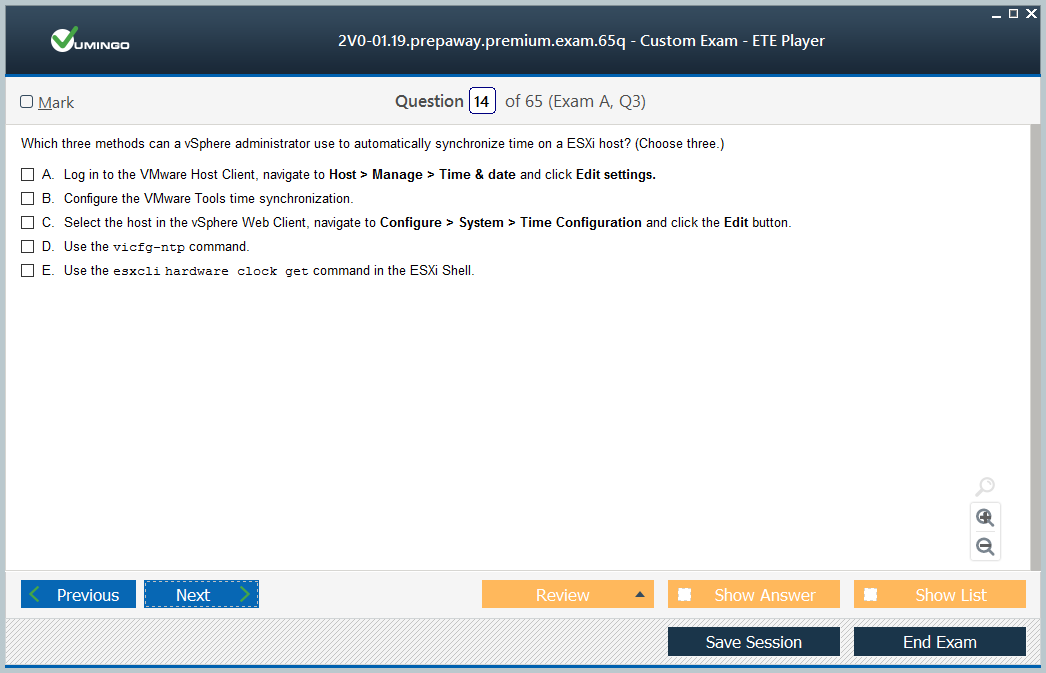 VUMINGO
2V0-01.19.prepaway.premium.exam.65q - Custom Exam - ETE Player
Mark
Question 14 of 65 (Exam A, Q3)
Which three methods can a vSphere administrator use to automatically synchronize time on a ESXi host? (Choose three.)
A. Log in to the VMware Host Client, navigate to Host > Manage > Time & date and click Edit settings.
B. Configure the VMware Tools time synchronization.
C. Select the host in the vSphere Web Client, navigate to Configure > System > Time Configuration and click the Edit button.
D. Use the vicfg-ntp command.
E. Use the esxcli hardware clock get command in the ESXi Shell.
Previous
Next
Review
Show Answer
Show List
Save Session
End Exam